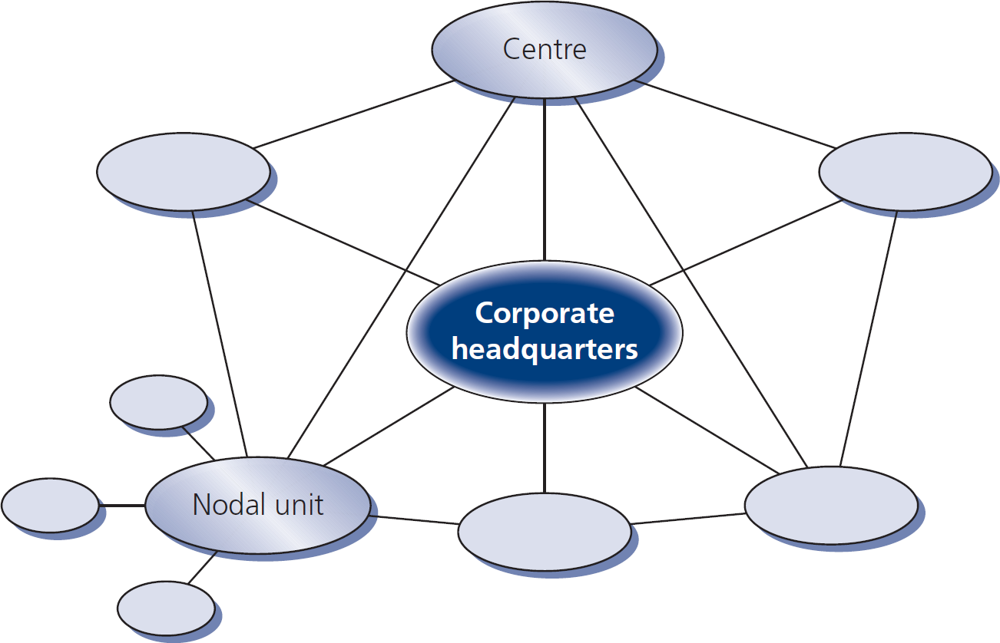 Centre
Corporate
headquarters
Nodal unit